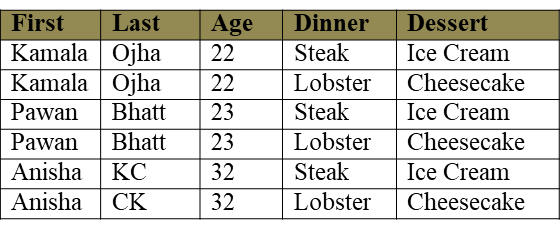 First Last Age Dinner Dessert
Kamala Ojha 22 Steak Ice Cream
Kamala Ojha 22 Lobster Cheesecake
Pawan Bhatt 23 Steak Ice Cream
Pawan Bhatt 23 Lobster Cheesecake
Anisha KC 32 Steak Ice Cream
Anisha CK 32 Lobster Cheesecake